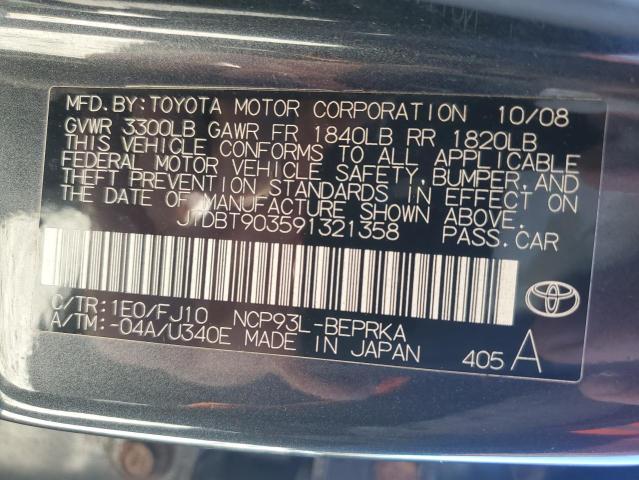 MFD.BY:TOYOTA MOTOR CORPORATION 10/08
GVWR 3300LB GAWR FR 1840LB RR 1820LB
THIS VEHICLE CONFORMS TO ALL APPLICABLE
FEDERAL MOTOR VEHICLE SAFETY,BUMPER,AND
THEFT PREVENTION STANDARDS IN EFFECT ON
THE DATE OF MANUFACTURE SHOWN ABOVE.
JTDBT903591321358 PASS.CAR
C/TR:1E0/FJ10 NCP93L-BEPRKA
A/TM:-04A/U340E MADE IN JAPAN 405 A